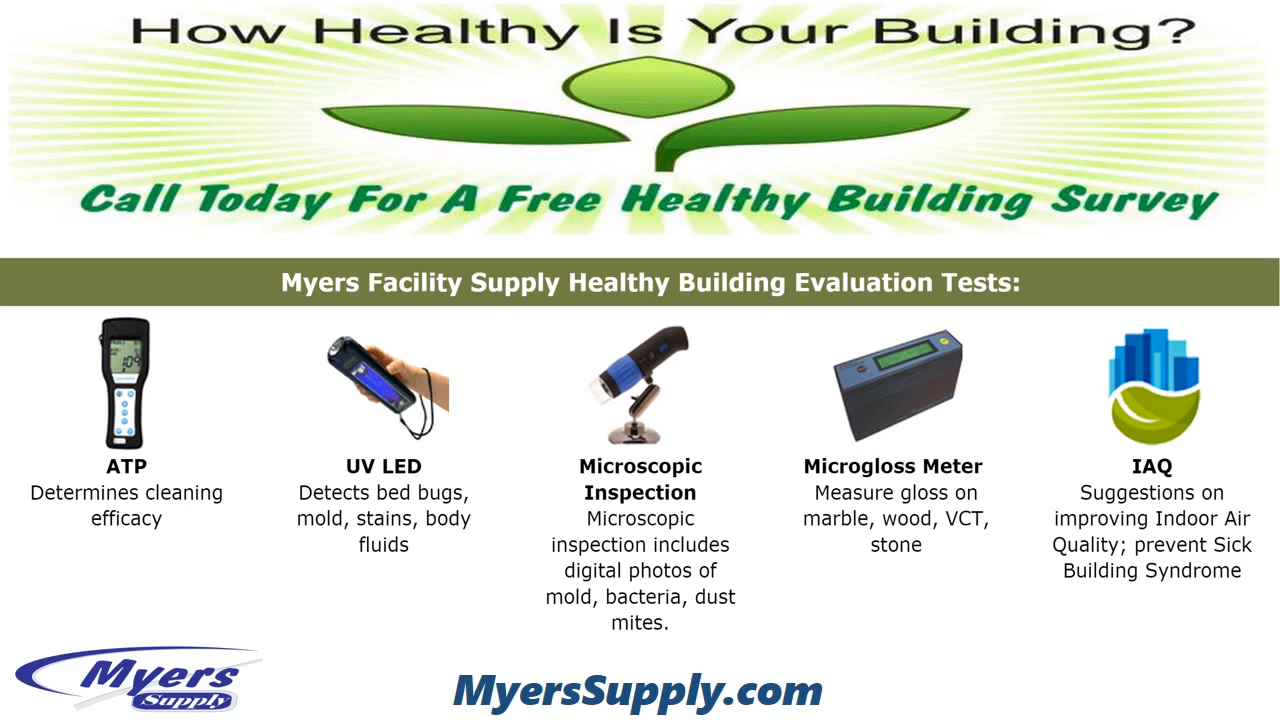 How Healthy Is Your Building?
Call Today For A Free Healthy Building Survey
Myers Facility Supply Healthy Building Evaluation Tests:
ATP
Determines cleaning
efficacy
UV LED
Detects bed bugs,
mold, stains, body
fluids
Microscopic
Inspection
Microscopic
inspection includes
digital photos of
mold, bacteria, dust
mites.
Microgloss Meter
Measure gloss on
marble, wood, VCT,
stone
IAQ
Suggestions on
improving Indoor Air
Quality; prevent Sick
Building Syndrome
Myers
Supply
MyersSupply.com